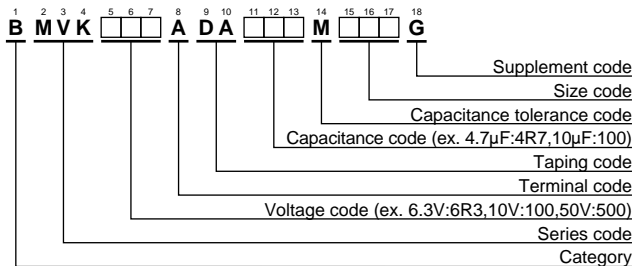 1 2 3 4 5 6 7 8 9 10 11 12 13 14 15 16 17 18
B M V K A D A M G
Supplement code
Size code
Capacitance tolerance code
Capacitance code (ex. 4.7µF:4R7,10µF:100)
Taping code
Terminal code
Voltage code (ex. 6.3V:6R3,10V:100,50V:500)
Series code
Category